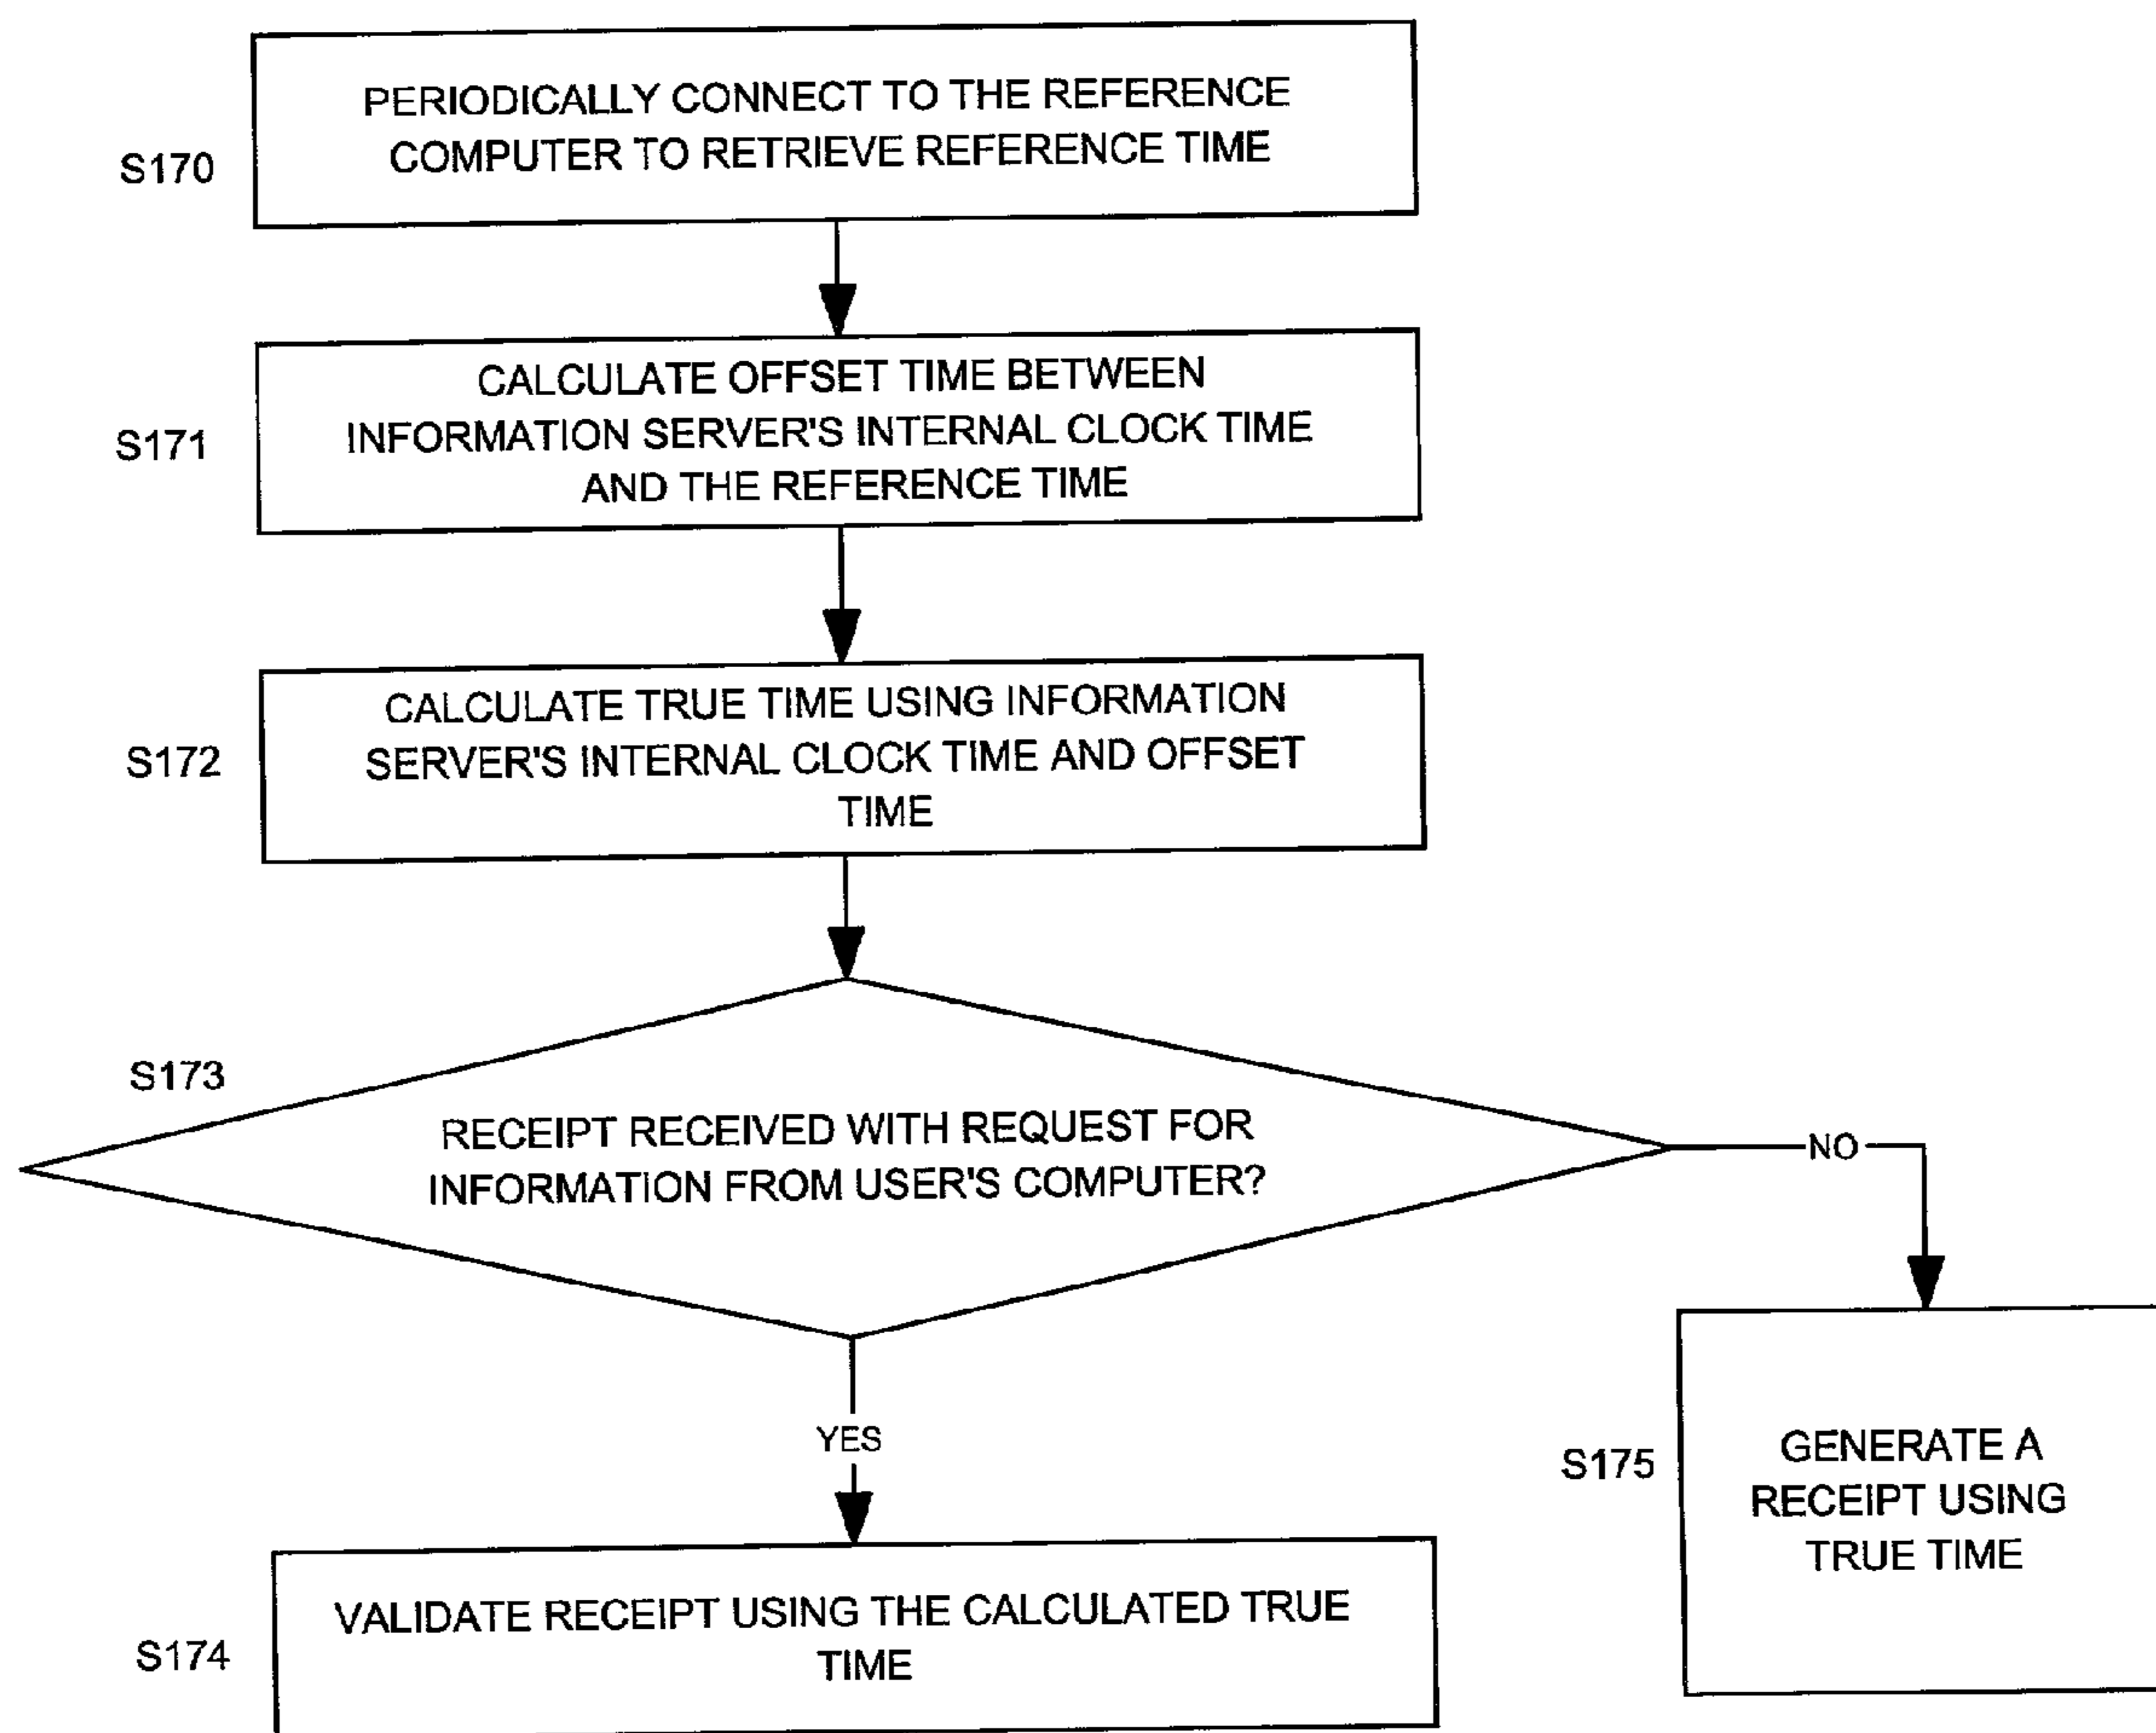 PERIODICALLY CONNECT TO THE REFERENCE
COMPUTER TO RETRIEVE REFERENCE TIME
S170
CALCULATE OFFSET TIME BETWEEN
INFORMATION SERVER'S INTERNAL CLOCK TIME
AND THE REFERENCE TIME
S171
CALCULATE TRUE TIME USING INFORMATION
SERVER'S INTERNAL CLOCK TIME AND OFFSET
TIME
S172
S173
RECEIPT RECEIVED WITH REQUEST FOR
INFORMATION FROM USER'S COMPUTER?
NO
YES
GENERATE A
RECEIPT USING
TRUE TIME
S175
VALIDATE RECEIPT USING THE CALCULATED TRUE
TIME
S174